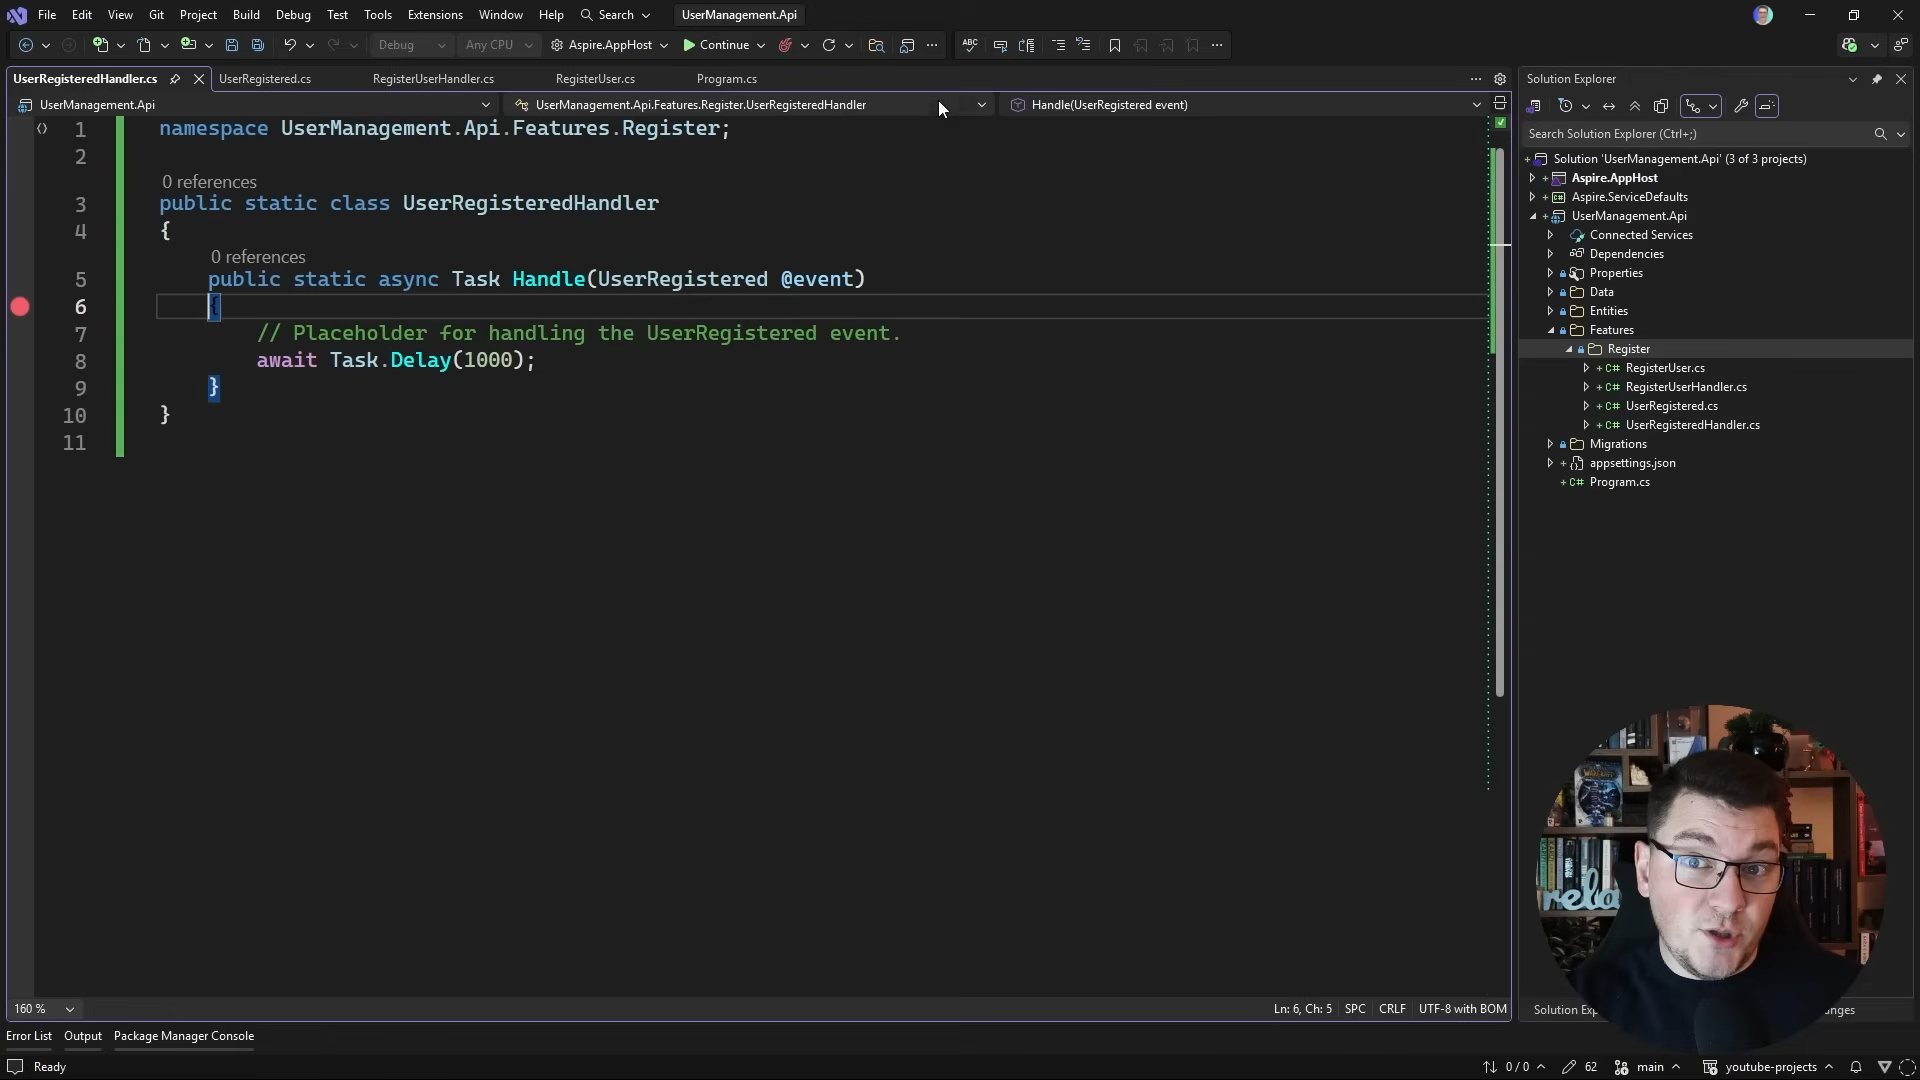 File Edit View Git Project Build Debug Test Tools Extensions Window Help Search UserManagement.Api
Debug Any CPU Aspire.AppHost Continue
UserRegisteredHandler.cs UserRegistered.cs RegisterUserHandler.cs RegisterUser.cs Program.cs
UserManagement.Api UserManagement.Api.Features.Register.UserRegisteredHandler Handle(UserRegistered event)
1 namespace UserManagement.Api.Features.Register;
2
0 references
3 public static class UserRegisteredHandler
4 {
0 references
5 public static async Task Handle(UserRegistered @event)
6 {
7 // Placeholder for handling the UserRegistered event.
8 await Task.Delay(1000);
9 }
10 }
11
160 % Ln: 6, Ch: 5 SPC CRLF UTF-8 with BOM
Error List Output Package Manager Console
Ready 0 / 0 62 main youtube-projects
Solution Explorer
Search Solution Explorer (Ctrl+;)
Solution 'UserManagement.Api' (3 of 3 projects)
Aspire.AppHost
Aspire.ServiceDefaults
UserManagement.Api
Connected Services
Dependencies
Properties
Data
Entities
Features
Register
C# RegisterUser.cs
C# RegisterUserHandler.cs
C# UserRegistered.cs
C# UserRegisteredHandler.cs
Migrations
appsettings.json
C# Program.cs
WARCRAFT
rela
Solution Exp anges